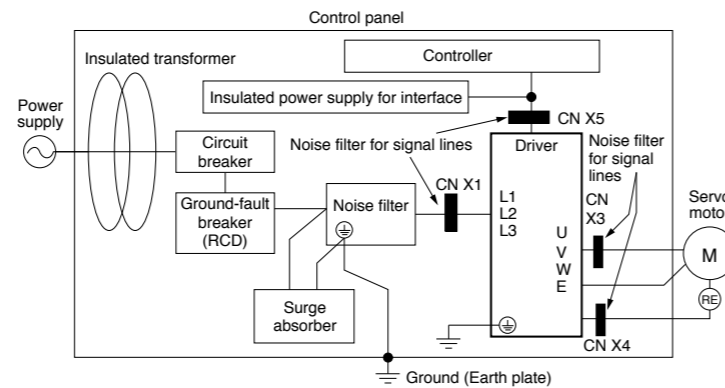 Control panel
Insulated transformer
Controller
Power
supply
Insulated power supply for interface
CN X5
Noise filter for signal lines
Noise filter
for signal
lines
Circuit
breaker
Driver
CN X1
Ground-fault
breaker
(RCD)
Noise filter
L1
L2
L3
CN
X3
Servo
moto
U
V
W
E
M
RE
Surge
absorber
CN X4
Ground (Earth plate)